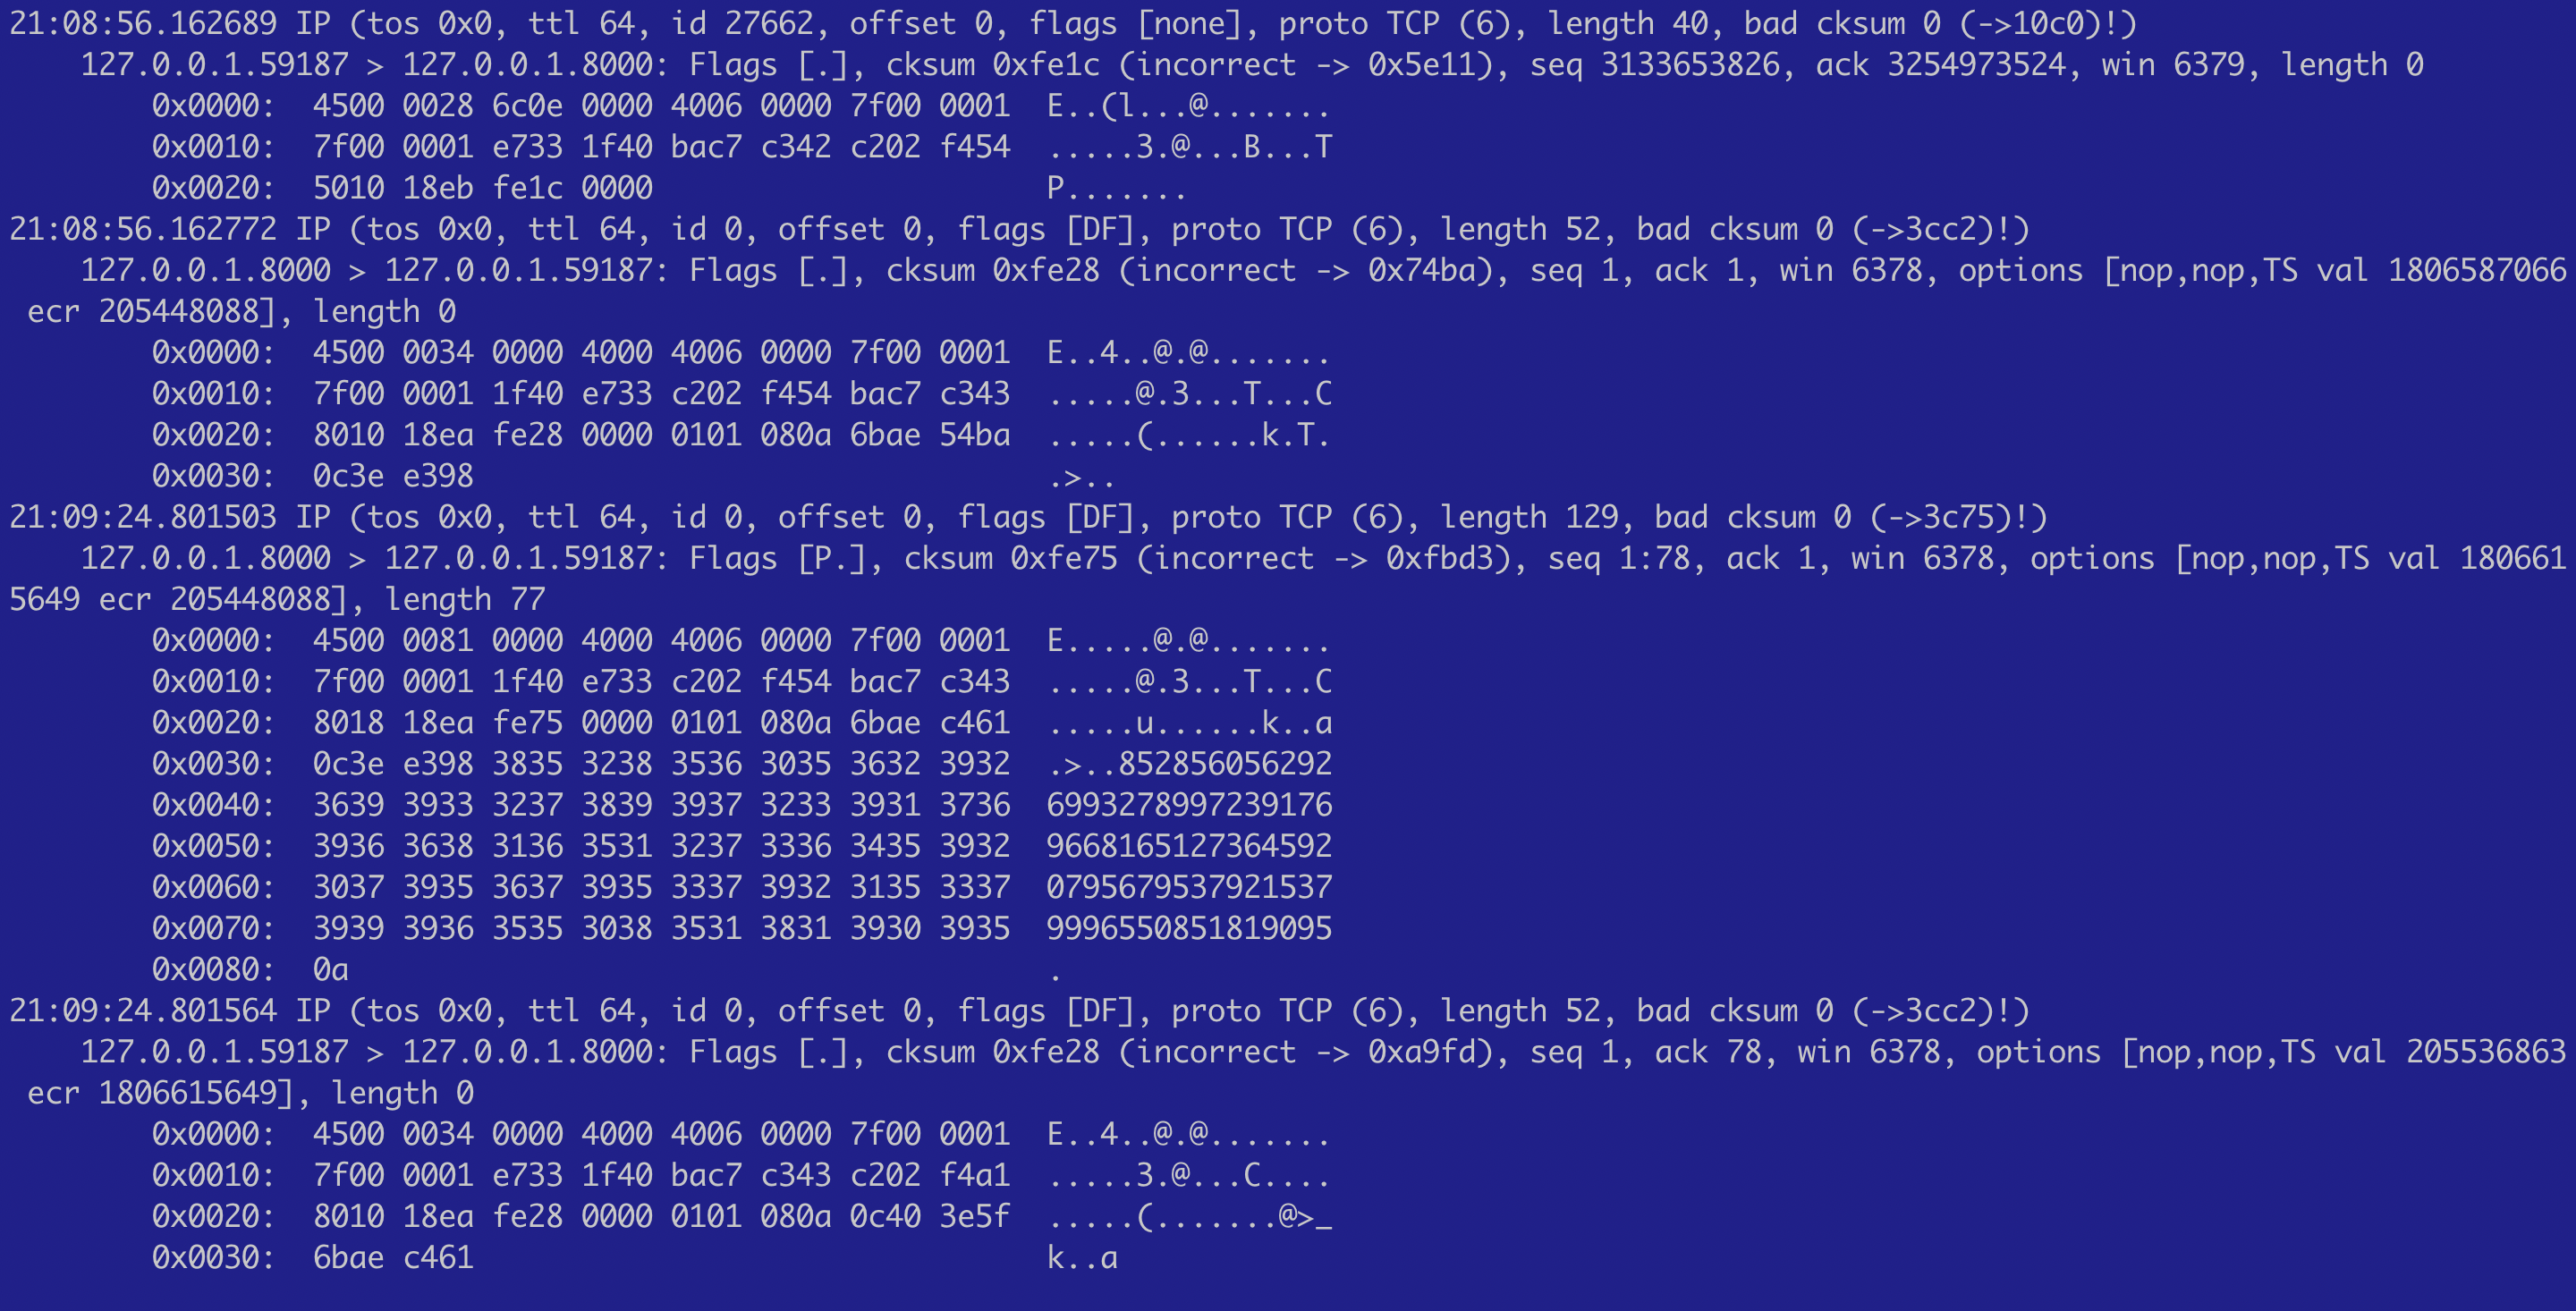 21:08:56.162689 IP (tos 0x0, ttl 64, id 27662, offset 0, flags [none], proto TCP (6), length 40, bad cksum 0 (->10c0)!)
    127.0.0.1.59187 > 127.0.0.1.8000: Flags [.], cksum 0xfe1c (incorrect -> 0x5e11), seq 3133653826, ack 3254973524, win 6379, length 0
        0x0000:  4500 0028 6c0e 0000 4006 0000 7f00 0001  E..(l...@.......
        0x0010:  7f00 0001 e733 1f40 bac7 c342 c202 f454  .....3.@...B...T
        0x0020:  5010 18eb fe1c 0000                      P.......
21:08:56.162772 IP (tos 0x0, ttl 64, id 0, offset 0, flags [DF], proto TCP (6), length 52, bad cksum 0 (->3cc2)!)
    127.0.0.1.8000 > 127.0.0.1.59187: Flags [.], cksum 0xfe28 (incorrect -> 0x74ba), seq 1, ack 1, win 6378, options [nop,nop,TS val 1806587066
 ecr 205448088], length 0
        0x0000:  4500 0034 0000 4000 4006 0000 7f00 0001  E..4..@.@.......
        0x0010:  7f00 0001 1f40 e733 c202 f454 bac7 c343  .....@.3...T...C
        0x0020:  8010 18ea fe28 0000 0101 080a 6bae 54ba  .....(......k.T.
        0x0030:  0c3e e398                                .>..
21:09:24.801503 IP (tos 0x0, ttl 64, id 0, offset 0, flags [DF], proto TCP (6), length 129, bad cksum 0 (->3c75)!)
    127.0.0.1.8000 > 127.0.0.1.59187: Flags [P.], cksum 0xfe75 (incorrect -> 0xfbd3), seq 1:78, ack 1, win 6378, options [nop,nop,TS val 180661
5649 ecr 205448088], length 77
        0x0000:  4500 0081 0000 4000 4006 0000 7f00 0001  E.....@.@.......
        0x0010:  7f00 0001 1f40 e733 c202 f454 bac7 c343  .....@.3...T...C
        0x0020:  8018 18ea fe75 0000 0101 080a 6bae c461  .....u......k..a
        0x0030:  0c3e e398 3835 3238 3536 3035 3632 3932  .>..852856056292
        0x0040:  3639 3933 3237 3839 3937 3233 3931 3736  6993278997239176
        0x0050:  3936 3638 3136 3531 3237 3336 3435 3932  9668165127364592
        0x0060:  3037 3935 3637 3935 3337 3932 3135 3337  0795679537921537
        0x0070:  3939 3936 3535 3038 3531 3831 3930 3935  9996550851819095
        0x0080:  0a                                       .
21:09:24.801564 IP (tos 0x0, ttl 64, id 0, offset 0, flags [DF], proto TCP (6), length 52, bad cksum 0 (->3cc2)!)
    127.0.0.1.59187 > 127.0.0.1.8000: Flags [.], cksum 0xfe28 (incorrect -> 0xa9fd), seq 1, ack 78, win 6378, options [nop,nop,TS val 205536863
 ecr 1806615649], length 0
        0x0000:  4500 0034 0000 4000 4006 0000 7f00 0001  E..4..@.@.......
        0x0010:  7f00 0001 e733 1f40 bac7 c343 c202 f4a1  .....3.@...C....
        0x0020:  8010 18ea fe28 0000 0101 080a 0c40 3e5f  .....(.......@>_
        0x0030:  6bae c461                                k..a